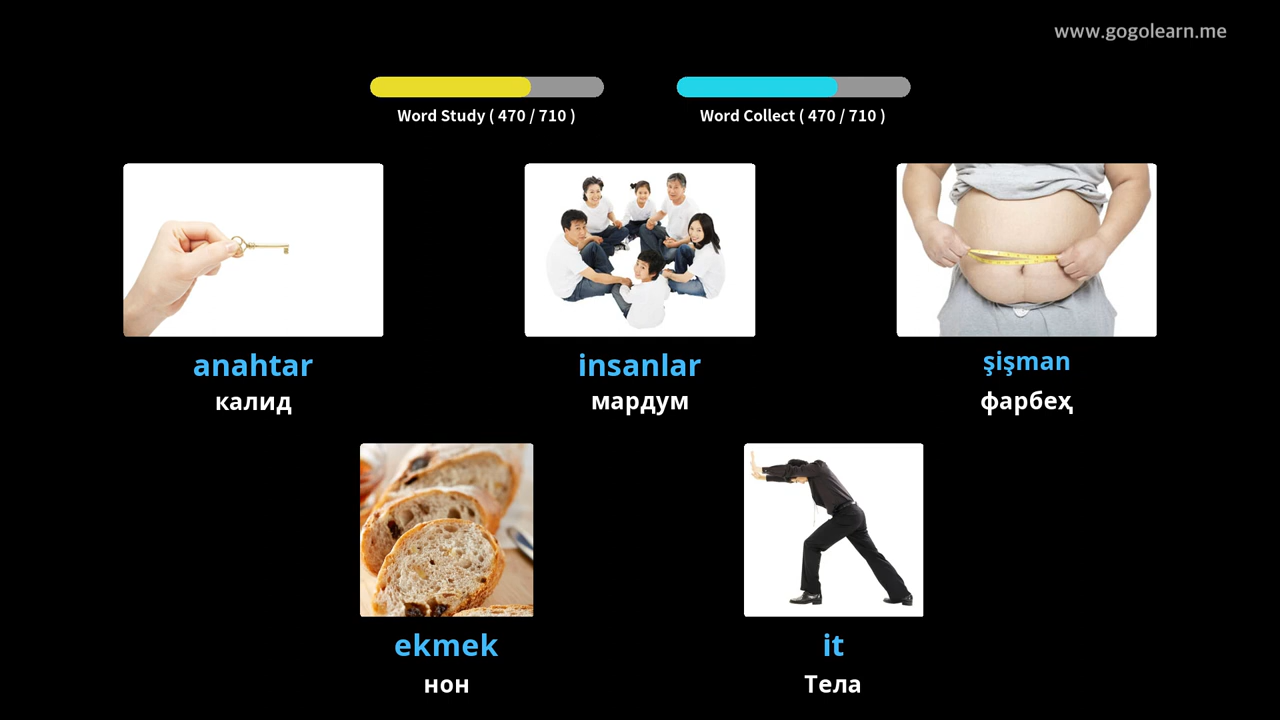 www.gogolearn.me
Word Study ( 470 / 710 )
Word Collect ( 470 / 710 )
anahtar
калид
insanlar
мардум
şişman
фарбеҳ
ekmek
нон
it
Тела